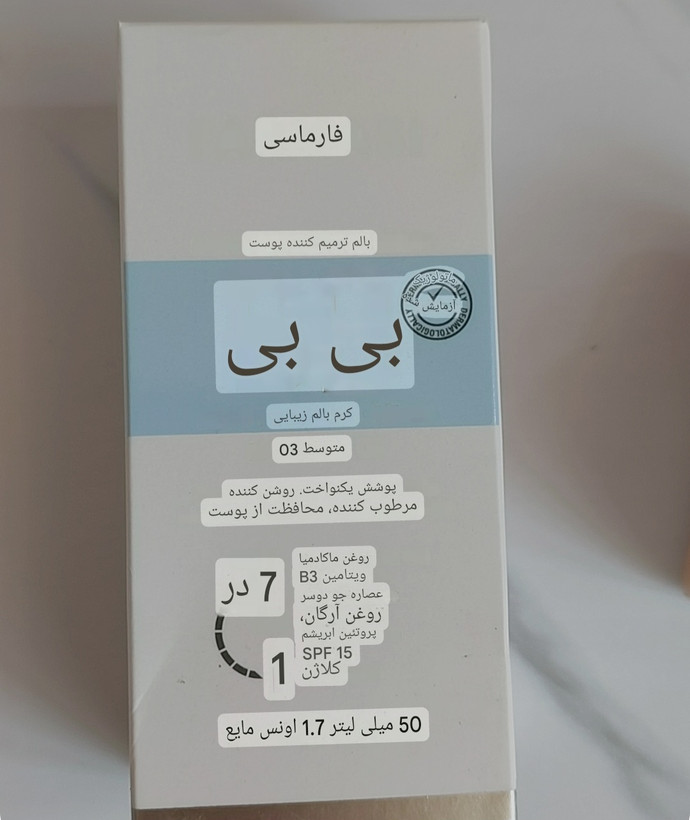 فارماسی
بالم ترمیم کننده پوست
بی بی
آزمایش
DERMATOLOGICALLY
کرم بالم زیبایی
متوسط 03
پوشش یکنواخت. روشن کننده
مرطوب کننده، محافظت از پوست
7 در
1
روغن ماکادمیا
ویتامین B3
عصاره جو دوسر
روغن آرگان،
پروتئین ابریشم
SPF 15
کلاژن
50 میلی لیتر 1.7 اونس مایع